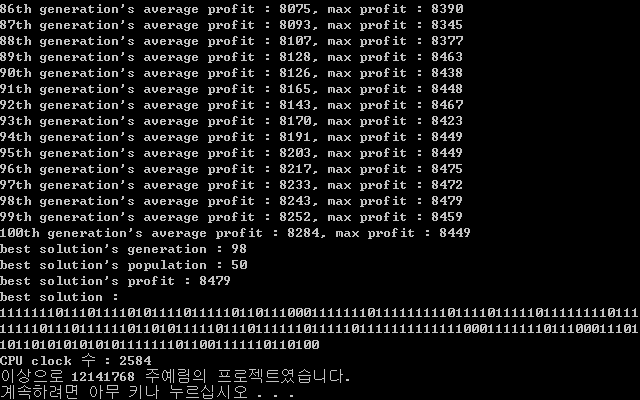 86th generation's average profit : 8075, max profit : 8390
87th generation's average profit : 8093, max profit : 8345
88th generation's average profit : 8107, max profit : 8377
89th generation's average profit : 8128, max profit : 8463
90th generation's average profit : 8126, max profit : 8438
91th generation's average profit : 8165, max profit : 8448
92th generation's average profit : 8143, max profit : 8467
93th generation's average profit : 8170, max profit : 8423
94th generation's average profit : 8191, max profit : 8449
95th generation's average profit : 8203, max profit : 8449
96th generation's average profit : 8217, max profit : 8475
97th generation's average profit : 8233, max profit : 8472
98th generation's average profit : 8243, max profit : 8479
99th generation's average profit : 8252, max profit : 8459
100th generation's average profit : 8284, max profit : 8449
best solution's generation : 98
best solution's population : 50
best solution's profit : 8479
best solution :
CPU clock 수 : 2584
이상으로 12141768 주예렴의 프로젝트였습니다.
계속하려면 아무 키나 누르십시오 . . .